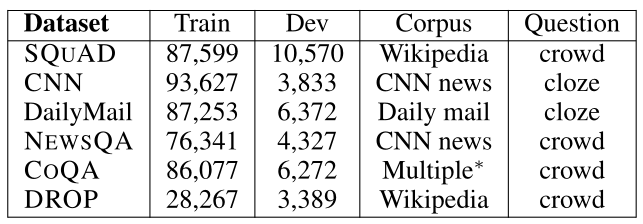 Dataset Train Dev Corpus Question
SQUAD 87,599 10,570 Wikipedia crowd
CNN 93,627 3,833 CNN news cloze
DailyMail 87,253 6,372 Daily mail cloze
NEWSQA 76,341 4,327 CNN news crowd
COQA 86,077 6,272 Multiple* crowd
DROP 28,267 3,389 Wikipedia crowd